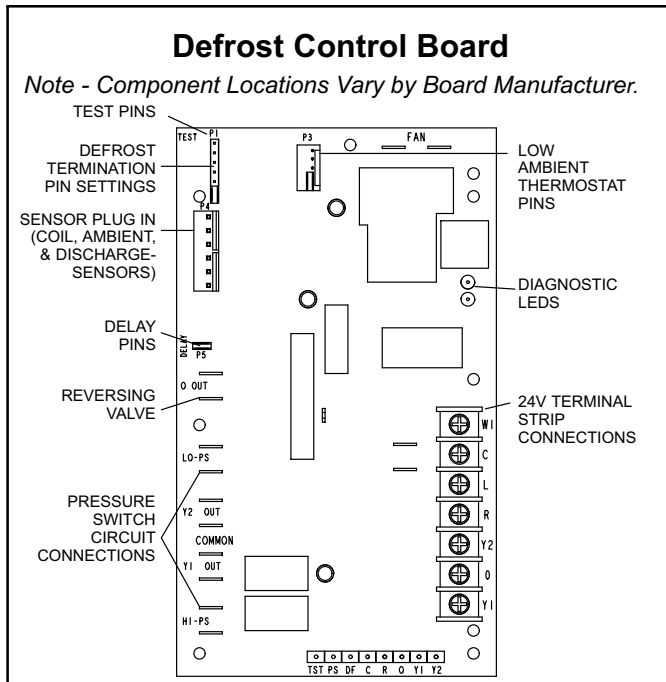 Defrost Control Board
Note - Component Locations Vary by Board Manufacturer.
TEST PINS
DEFROST
TERMINATION
PIN SETTINGS
SENSOR PLUG IN
(COIL, AMBIENT,
& DISCHARGE-
SENSORS)
DELAY
PINS
REVERSING
VALVE
PRESSURE
SWITCH
CIRCUIT
CONNECTIONS
TEST P1
P4
DELAY
P5
O OUT
LO-PS
Y2 OUT
COMMON
Y1 OUT
HI-PS
P3
FAN
LOW
AMBIENT
THERMOSTAT
PINS
DIAGNOSTIC
LEDS
24V TERMINAL
STRIP
CONNECTIONS
W1
C
L
R
Y2
O
Y1
TST PS DF C R O Y1 Y2